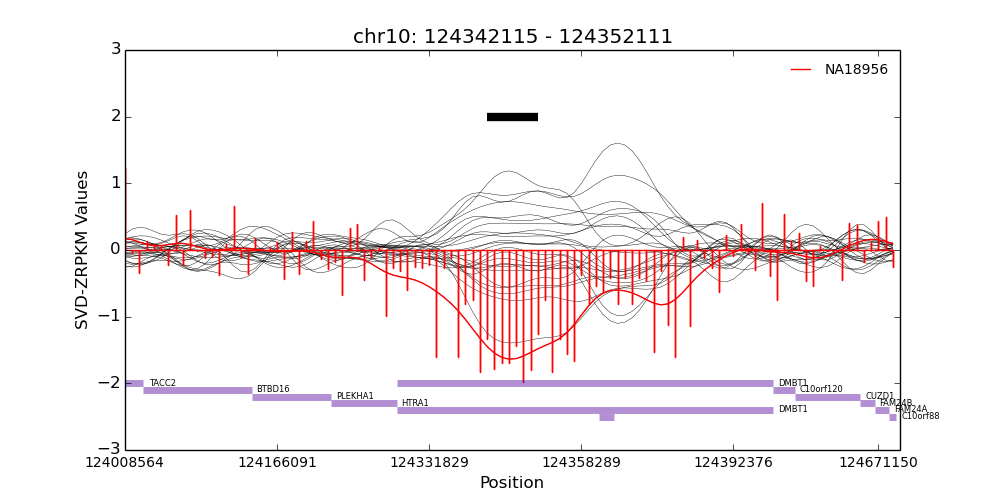 chr10: 124342115 - 124352111
NA18956
3
2
1
0
−1
−2
−3
SVD-ZRPKM Values
TACC2
DMBT1
BTBD16
C10orf120
PLEKHA1
CUZD1
HTRA1
FAM24B
DMBT1
FAM24A
C10orf88
124008564 124166091 124331829 124358289 124392376 124671150
Position